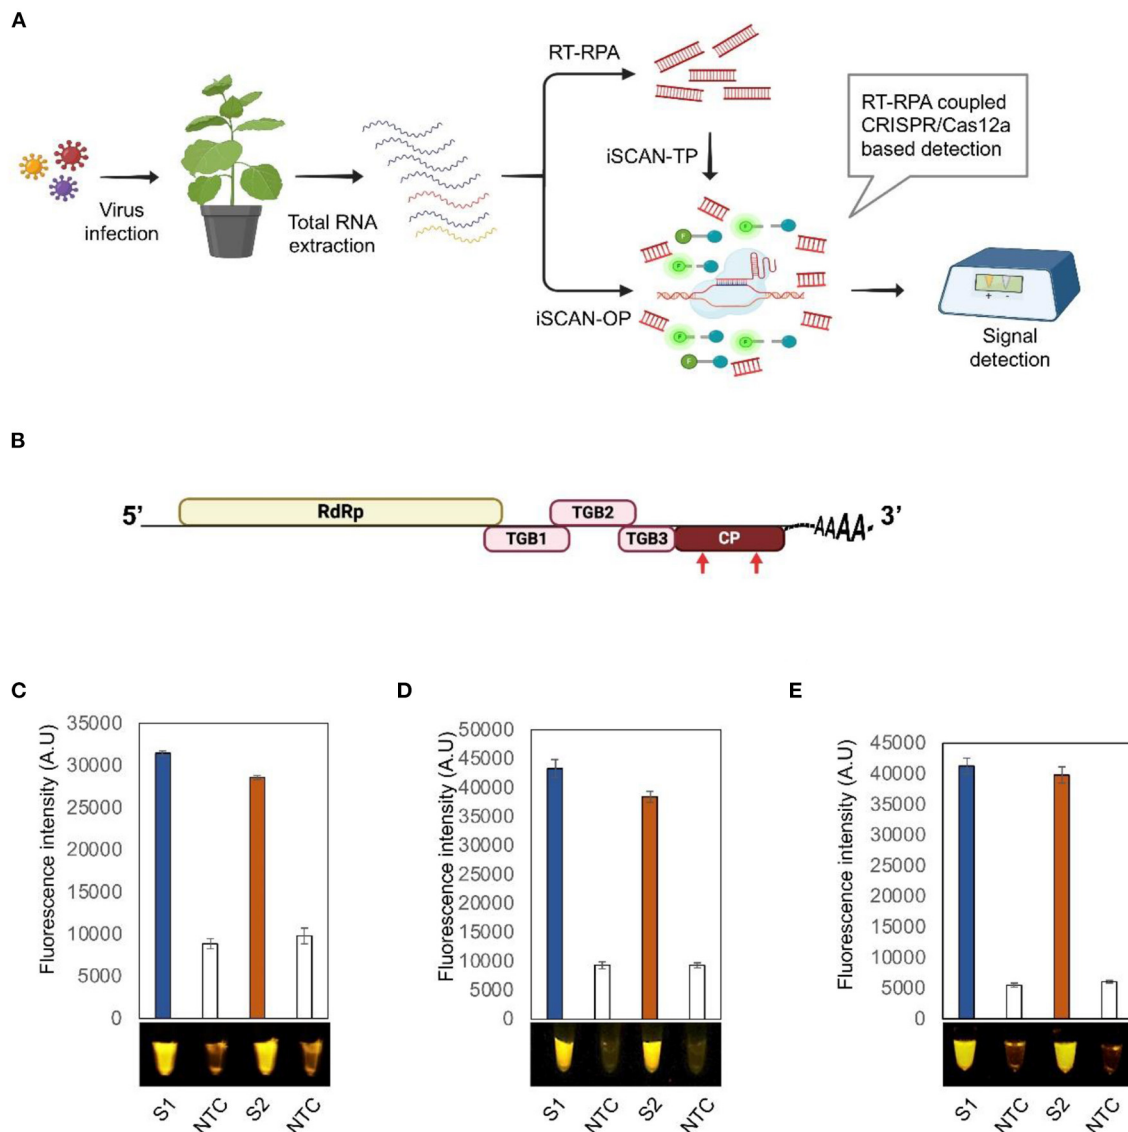 A
RT-RPA
RT-RPA coupled
CRISPR/Cas12a
based detection
iSCAN-TP
Virus
infection
Total RNA
extraction
F
F
F
iSCAN-OP
F
F
F
+ -
Signal
detection
B
5’
RdRp
TGB1
TGB2
TGB3
CP
AAAA-
3’
C
Fluorescence intensity (A.U)
35000
30000
25000
20000
15000
10000
5000
0
S1
NTC
S2
NTC
D
Fluorescence intensity (A.U)
50000
45000
40000
35000
30000
25000
20000
15000
10000
5000
0
S1
NTC
S2
NTC
E
Fluorescence intensity (A.U)
45000
40000
35000
30000
25000
20000
15000
10000
5000
0
S1
NTC
S2
NTC